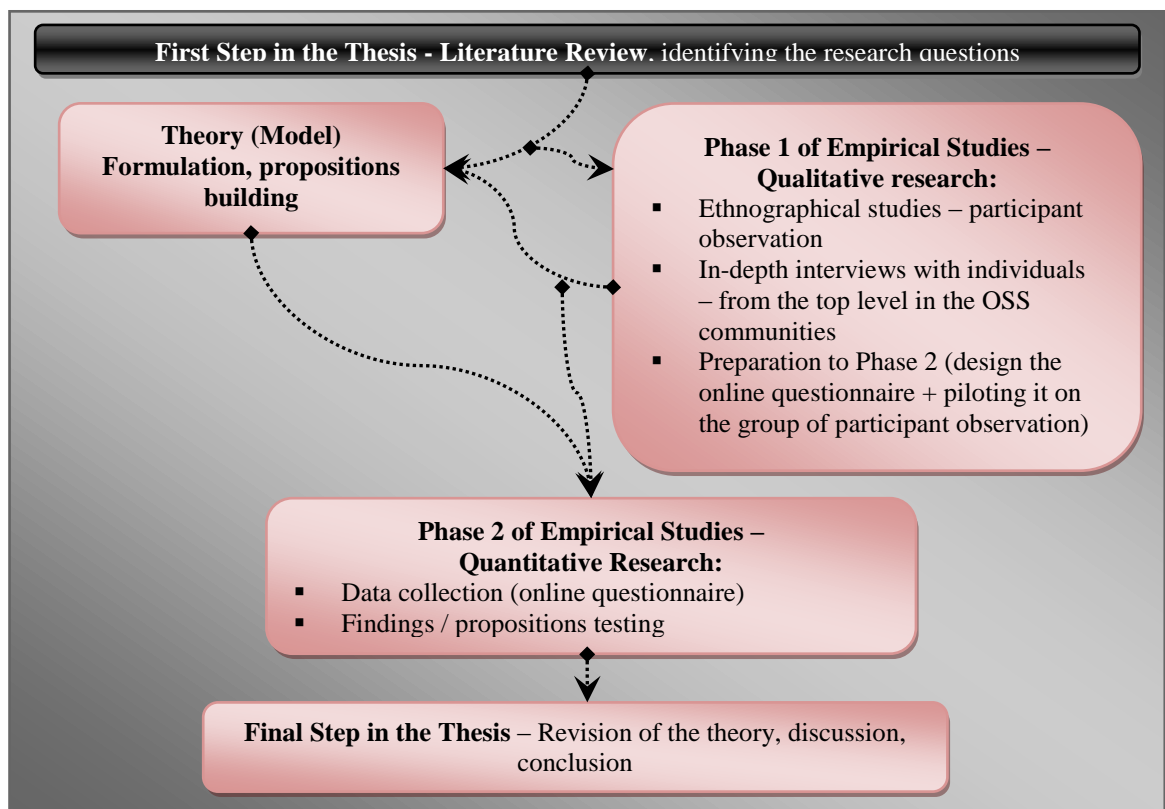 First Step in the Thesis - Literature Review, identifying the research questions
Theory (Model)
Formulation, propositions
building
Phase 1 of Empirical Studies –
Qualitative research:
▪ Ethnographical studies – participant
observation
▪ In-depth interviews with individuals
– from the top level in the OSS
communities
▪ Preparation to Phase 2 (design the
online questionnaire + piloting it on
the group of participant observation)
Phase 2 of Empirical Studies –
Quantitative Research:
▪ Data collection (online questionnaire)
▪ Findings / propositions testing
Final Step in the Thesis – Revision of the theory, discussion,
conclusion